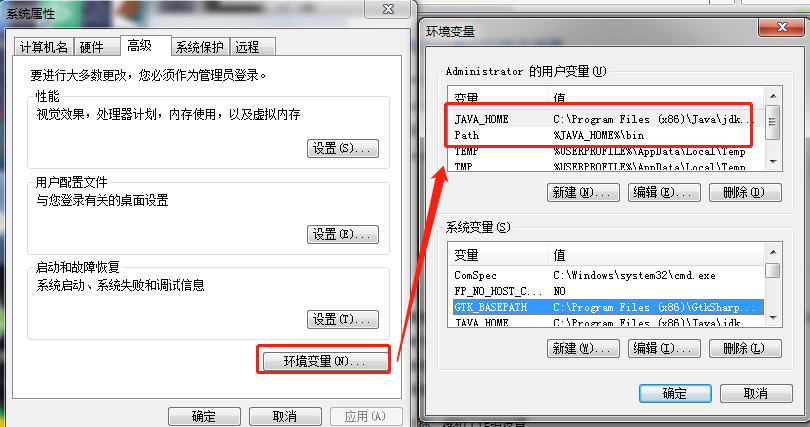 系统属性
计算机名 硬件 高级 系统保护 远程
要进行大多数更改，您必须作为管理员登录。
性能
视觉效果，处理器计划，内存使用，以及虚拟内存
设置(S)...
用户配置文件
与您登录有关的桌面设置
设置(E)...
启动和故障恢复
系统启动、系统失败和调试信息
设置(T)...
环境变量(N)...
确定 取消 应用(A)
环境变量
Administrator 的用户变量(U)
变量 值
JAVA_HOME C:\Program Files (x86)\Java\jdk...
Path %JAVA_HOME%\bin
TEMP %USERPROFILE%\AppData\Local\Temp
TMP %USERPROFILE%\AppData\Local\Temp
新建(N)... 编辑(E)... 删除(D)
系统变量(S)
变量 值
ComSpec C:\Windows\system32\cmd.exe
FP_NO_HOST_C... NO
GTK_BASEPATH C:\Program Files (x86)\GtkSharp...
JAVA_HOME C:\Program Files (x86)\Java\jdk...
新建(W)... 编辑(I)... 删除(L)
确定 取消